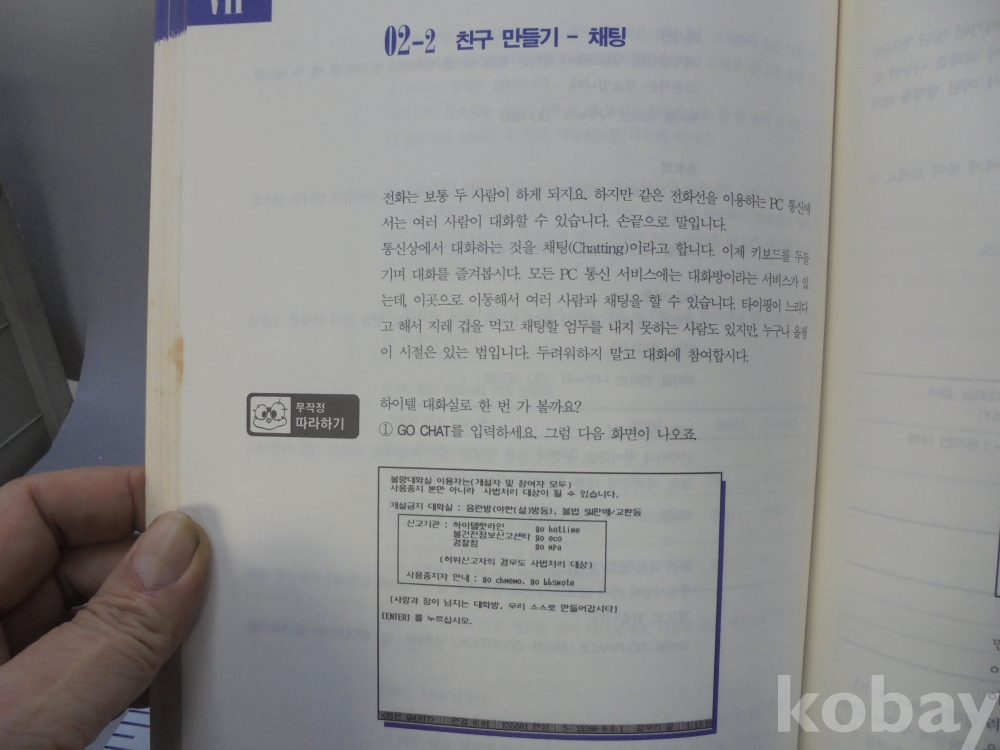 VII
02-2 친구 만들기 - 채팅
전화는 보통 두 사람이 하게 되지요. 하지만 같은 전화선을 이용하는 PC 통신에
서는 여러 사람이 대화할 수 있습니다. 손끝으로 말입니다.
통신상에서 대화하는 것을 채팅(Chatting)이라고 합니다. 이제 키보드를 두들
기며 대화를 즐겨봅시다. 모든 PC 통신 서비스에는 대화방이라는 서비스가 있
는데, 이곳으로 이동해서 여러 사람과 채팅을 할 수 있습니다. 타이핑이 느리다
고 해서 지레 겁을 먹고 채팅할 엄두를 내지 못하는 사람도 있지만, 누구나 올챙
이 시절은 있는 법입니다. 두려워하지 말고 대화에 참여합시다.
무작정
따라하기
하이텔 대화실로 한 번 가 볼까요?
① GO CHAT를 입력하세요. 그럼 다음 화면이 나오죠.
불량대화실 이용자는(개설자 및 참여자 모두)
사용중지 뿐만 아니라 사법처리 대상이 될 수 있습니다.
개설금지 대화실 : 음란방(야한(설)방등), 불법 SW판매/교환등
신고기관 : 하이텔핫라인 go hotline
불건전정보신고센타 go eco
경찰청 go npa
(허위신고자의 경우도 사법처리 대상)
사용중지자 안내 : go chmemo, go bbsnote
[사랑과 정이 넘치는 대화방, 우리 스스로 만들어갑시다]
[ENTER] 를 누르십시오.
kobay